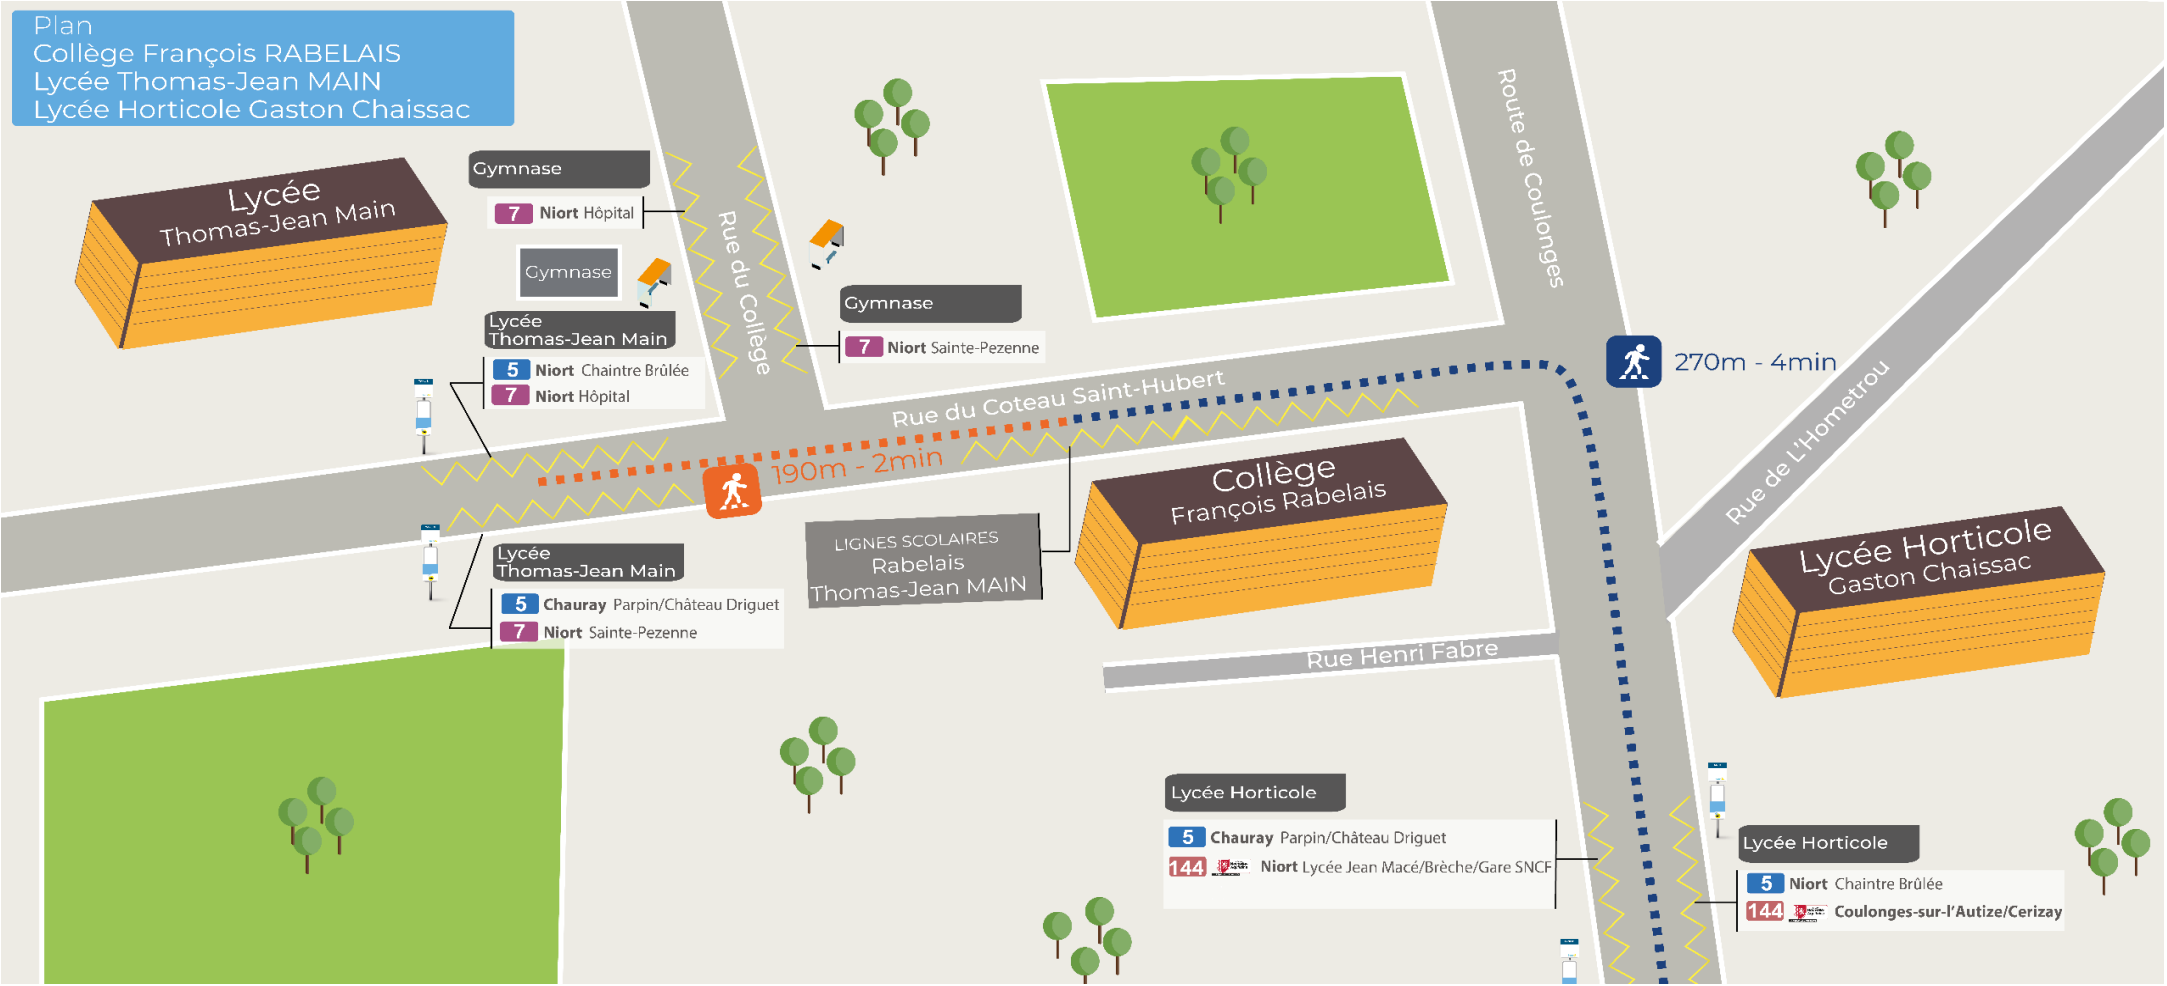 Plan
Collège François RABELAIS
Lycée Thomas-Jean MAIN
Lycée Horticole Gaston Chaissac
Lycée
Thomas-Jean Main
Gymnase
7 Niort Hôpital
Gymnase
Lycée
Thomas-Jean Main
5 Niort Chaintre Brûlée
7 Niort Hôpital
Rue du Collège
Gymnase
7 Niort Sainte-Pezenne
Route de Coulonges
270m - 4min
Rue de L'Hometrou
Rue du Coteau Saint-Hubert
190m - 2min
Collège
François Rabelais
LIGNES SCOLAIRES
Rabelais
Thomas-Jean MAIN
Lycée
Thomas-Jean Main
5 Chauray Parpin/Château Driguet
7 Niort Sainte-Pezenne
Lycée Horticole
Gaston Chaissac
Rue Henri Fabre
Lycée Horticole
5 Chauray Parpin/Château Driguet
144 Niort Lycée Jean Macé/Brèche/Gare SNCF
Lycée Horticole
5 Niort Chaintre Brûlée
144 Coulonges-sur-l'Autize/Cerizay